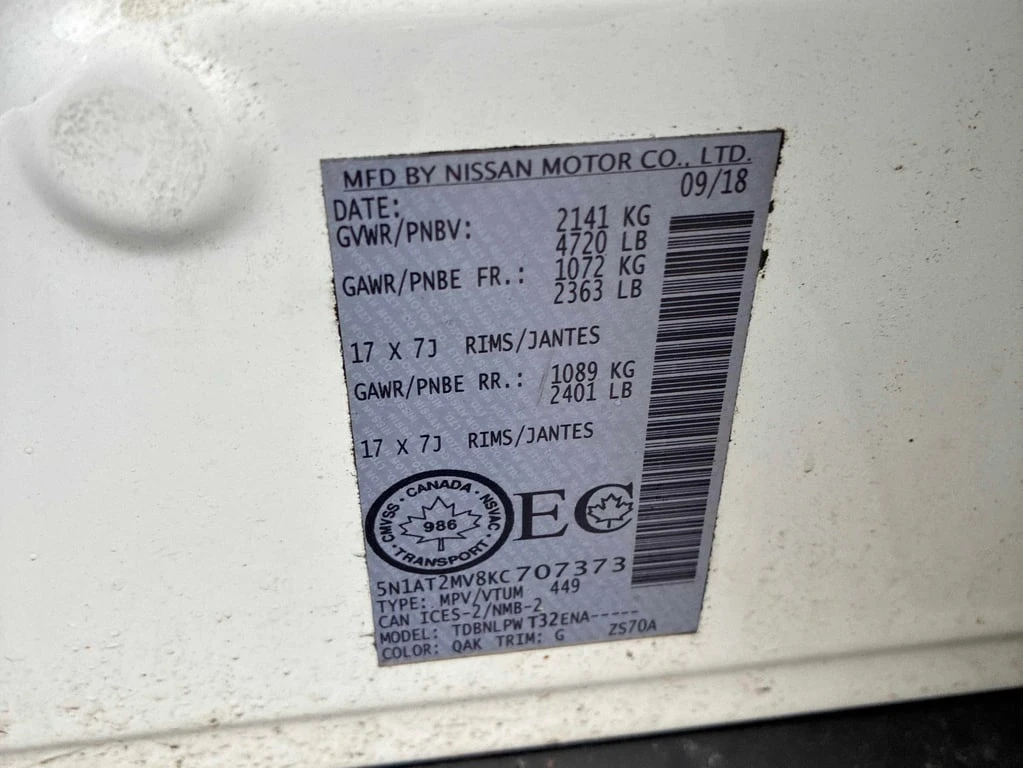 MFD BY NISSAN MOTOR CO., LTD.
DATE: 09/18
GVWR/PNBV: 2141 KG
4720 LB
GAWR/PNBE FR.: 1072 KG
2363 LB
17 X 7J RIMS/JANTES
GAWR/PNBE RR.: 1089 KG
2401 LB
17 X 7J RIMS/JANTES
CMVSS · CANADA · NSVAC · TRANSPORT ·
986
EC
5N1AT2MV8KC707373
TYPE: MPV/VTUM 449
CAN ICES-2/NMB-2
MODEL: TDBNLPW T32ENA-----
COLOR: QAK TRIM: G ZS70A